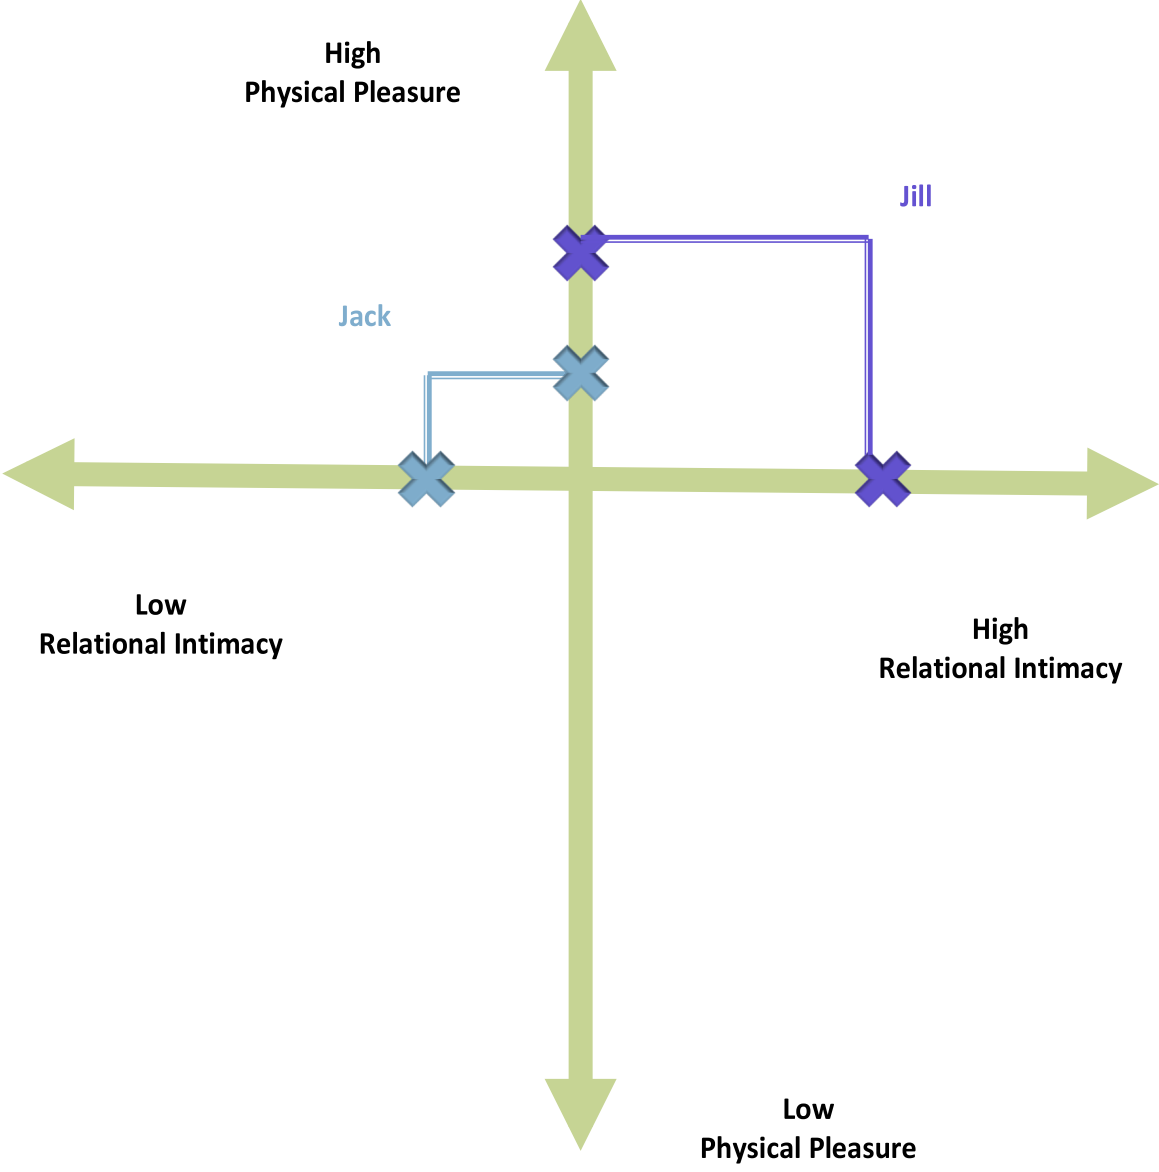 High
Physical Pleasure
Jill
Jack
Low
Relational Intimacy
High
Relational Intimacy
Low
Physical Pleasure